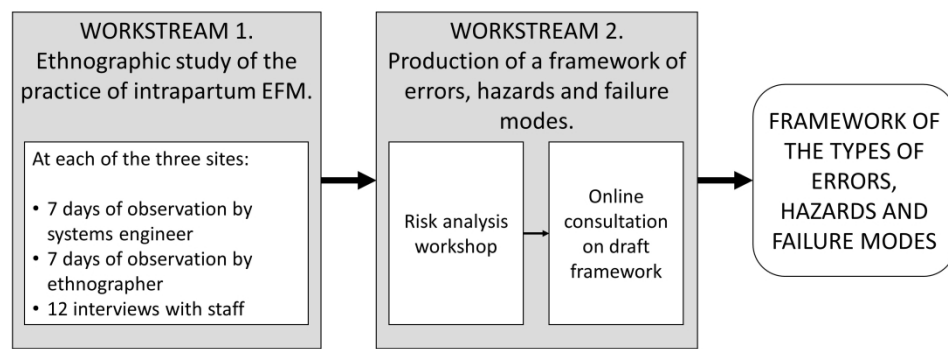 WORKSTREAM 1.
Ethnographic study of the
practice of intrapartum EFM.
At each of the three sites:
• 7 days of observation by
systems engineer
• 7 days of observation by
ethnographer
• 12 interviews with staff
WORKSTREAM 2.
Production of a framework of
errors, hazards and failure
modes.
Risk analysis
workshop
Online
consultation
on draft
framework
FRAMEWORK OF
THE TYPES OF
ERRORS,
HAZARDS AND
FAILURE MODES